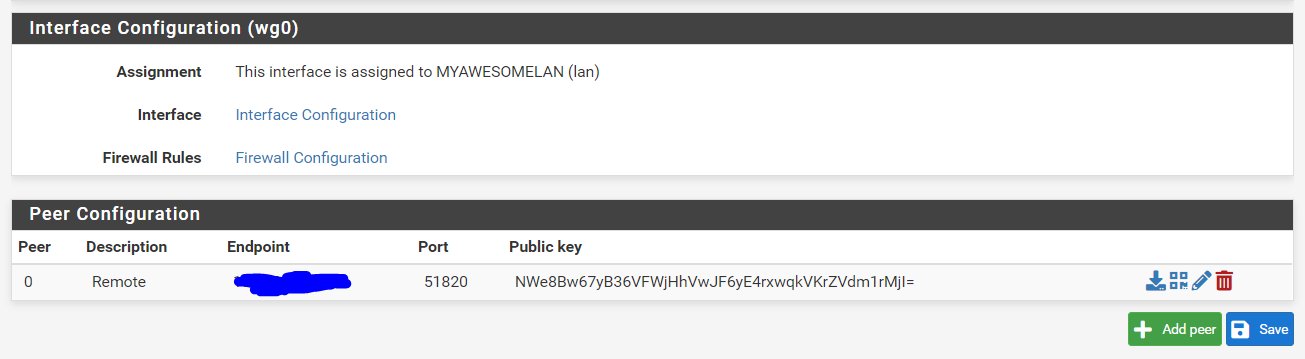 Interface Configuration (wg0)
Assignment This interface is assigned to MYAWESOMELAN (lan)
Interface Interface Configuration
Firewall Rules Firewall Configuration
Peer Configuration
Peer Description Endpoint Port Public key
0 Remote 51820 NWe8Bw67yB36VFWjHhVwJF6yE4rxwqkVKrZVdm1rMjI=
Add peer Save